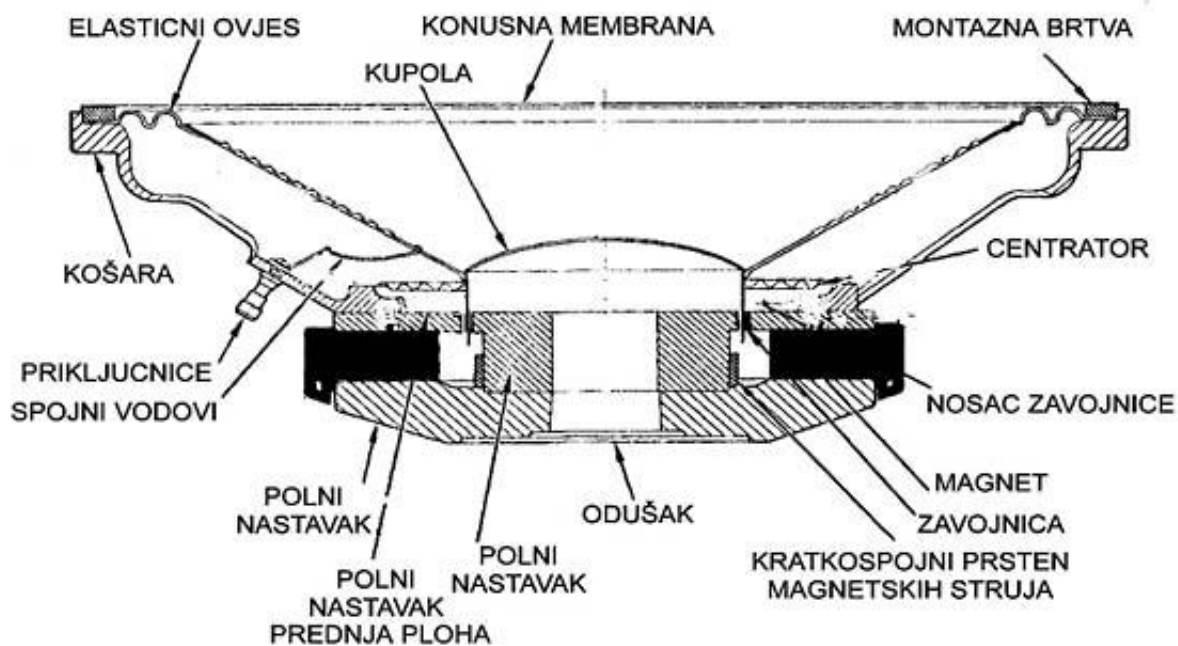 ELASTICNI OVJES
KONUSNA MEMBRANA
MONTAZNA BRTVA
KUPOLA
KOŠARA
CENTRATOR
PRIKLJUCNICE
SPOJNI VODOVI
NOSAC ZAVOJNICE
POLNI
NASTAVAK
ODUŠAK
MAGNET
ZAVOJNICA
POLNI
NASTAVAK
KRATKOSPOJNI PRSTEN
MAGNETSKIH STRUJA
POLNI
NASTAVAK
PREDNJA PLOHA